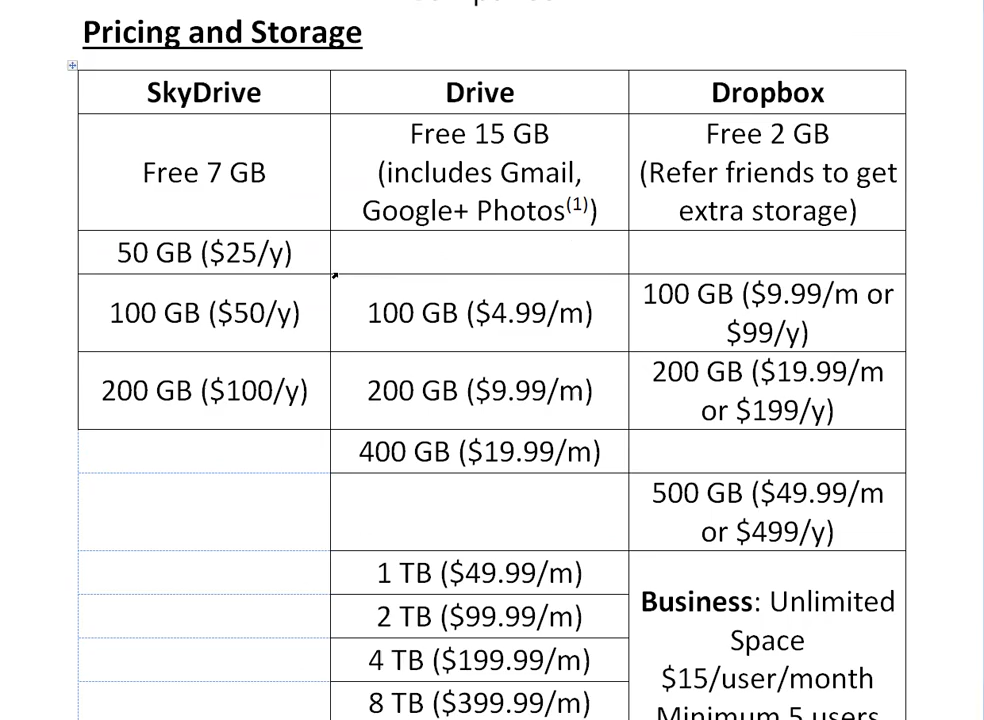 Pricing and Storage
SkyDrive
Drive
Dropbox
Free 7 GB
Free 15 GB
(includes Gmail,
Google+ Photos(1))
Free 2 GB
(Refer friends to get
extra storage)
50 GB ($25/y)
100 GB ($50/y)
100 GB ($4.99/m)
100 GB ($9.99/m or
$99/y)
200 GB ($100/y)
200 GB ($9.99/m)
200 GB ($19.99/m
or $199/y)
400 GB ($19.99/m)
500 GB ($49.99/m
or $499/y)
1 TB ($49.99/m)
2 TB ($99.99/m)
4 TB ($199.99/m)
8 TB ($399.99/m)
Business: Unlimited
Space
$15/user/month
Minimum 5 users